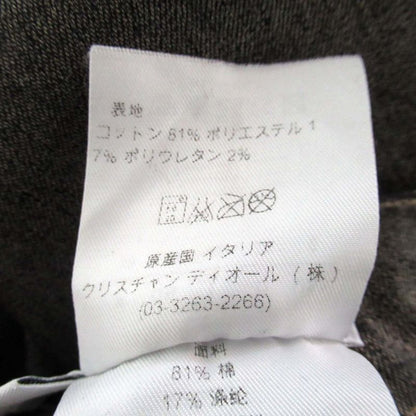 表地
コットン 81% ポリエステル 1
7% ポリウレタン 2%
原産国 イタリア
クリスチャン ディオール (株)
(03-3263-2266)
面料
81% 棉
17% 涤纶